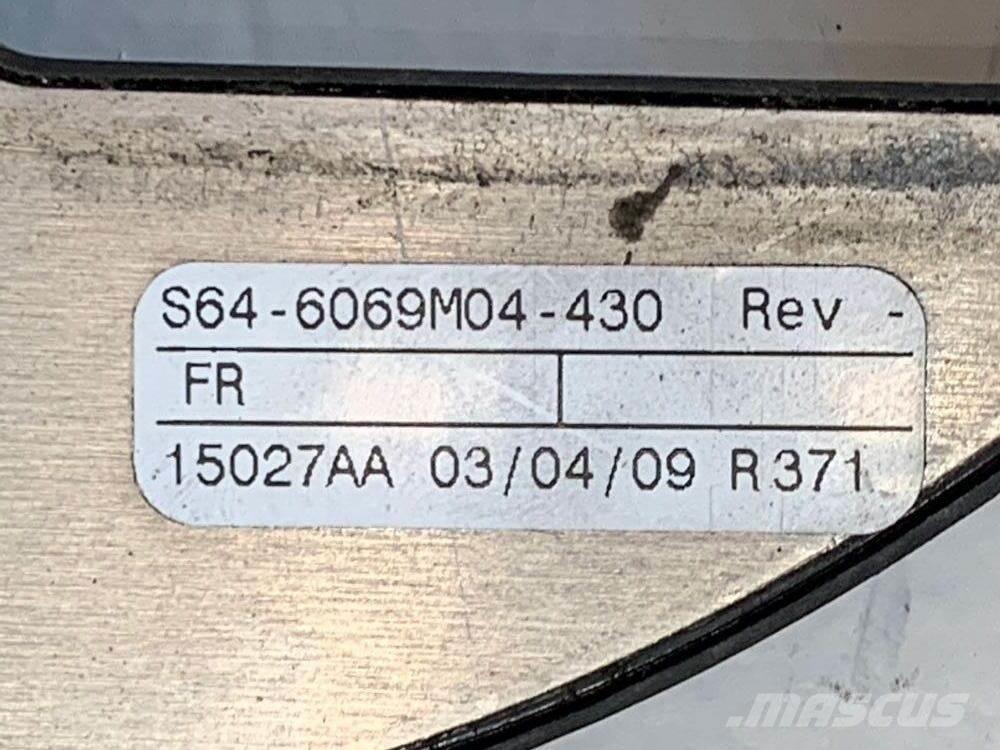 S64-6069M04-430 Rev -
FR
15027AA 03/04/09 R371
MASCUS